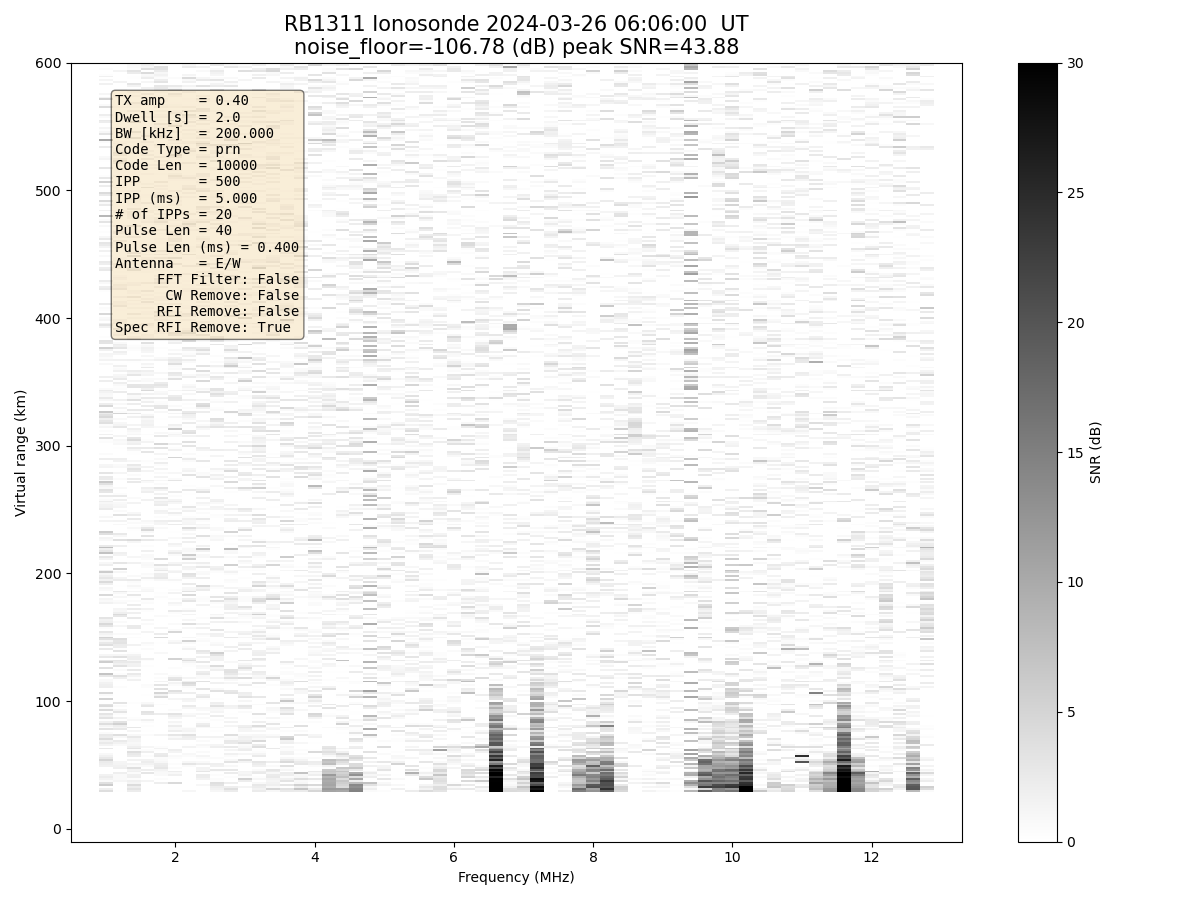 RB1311 Ionosonde 2024-03-26 06:06:00  UT
noise_floor=-106.78 (dB) peak SNR=43.88
TX amp    = 0.40
Dwell [s] = 2.0
BW [kHz]  = 200.000
Code Type = prn
Code Len  = 10000
IPP       = 500
IPP (ms)  = 5.000
# of IPPs = 20
Pulse Len = 40
Pulse Len (ms) = 0.400
Antenna   = E/W
FFT Filter: False
CW Remove: False
RFI Remove: False
Spec RFI Remove: True
600
500
400
300
200
100
0
Virtual range (km)
2 4 6 8 10 12
Frequency (MHz)
30
25
20
15
10
5
0
SNR (dB)